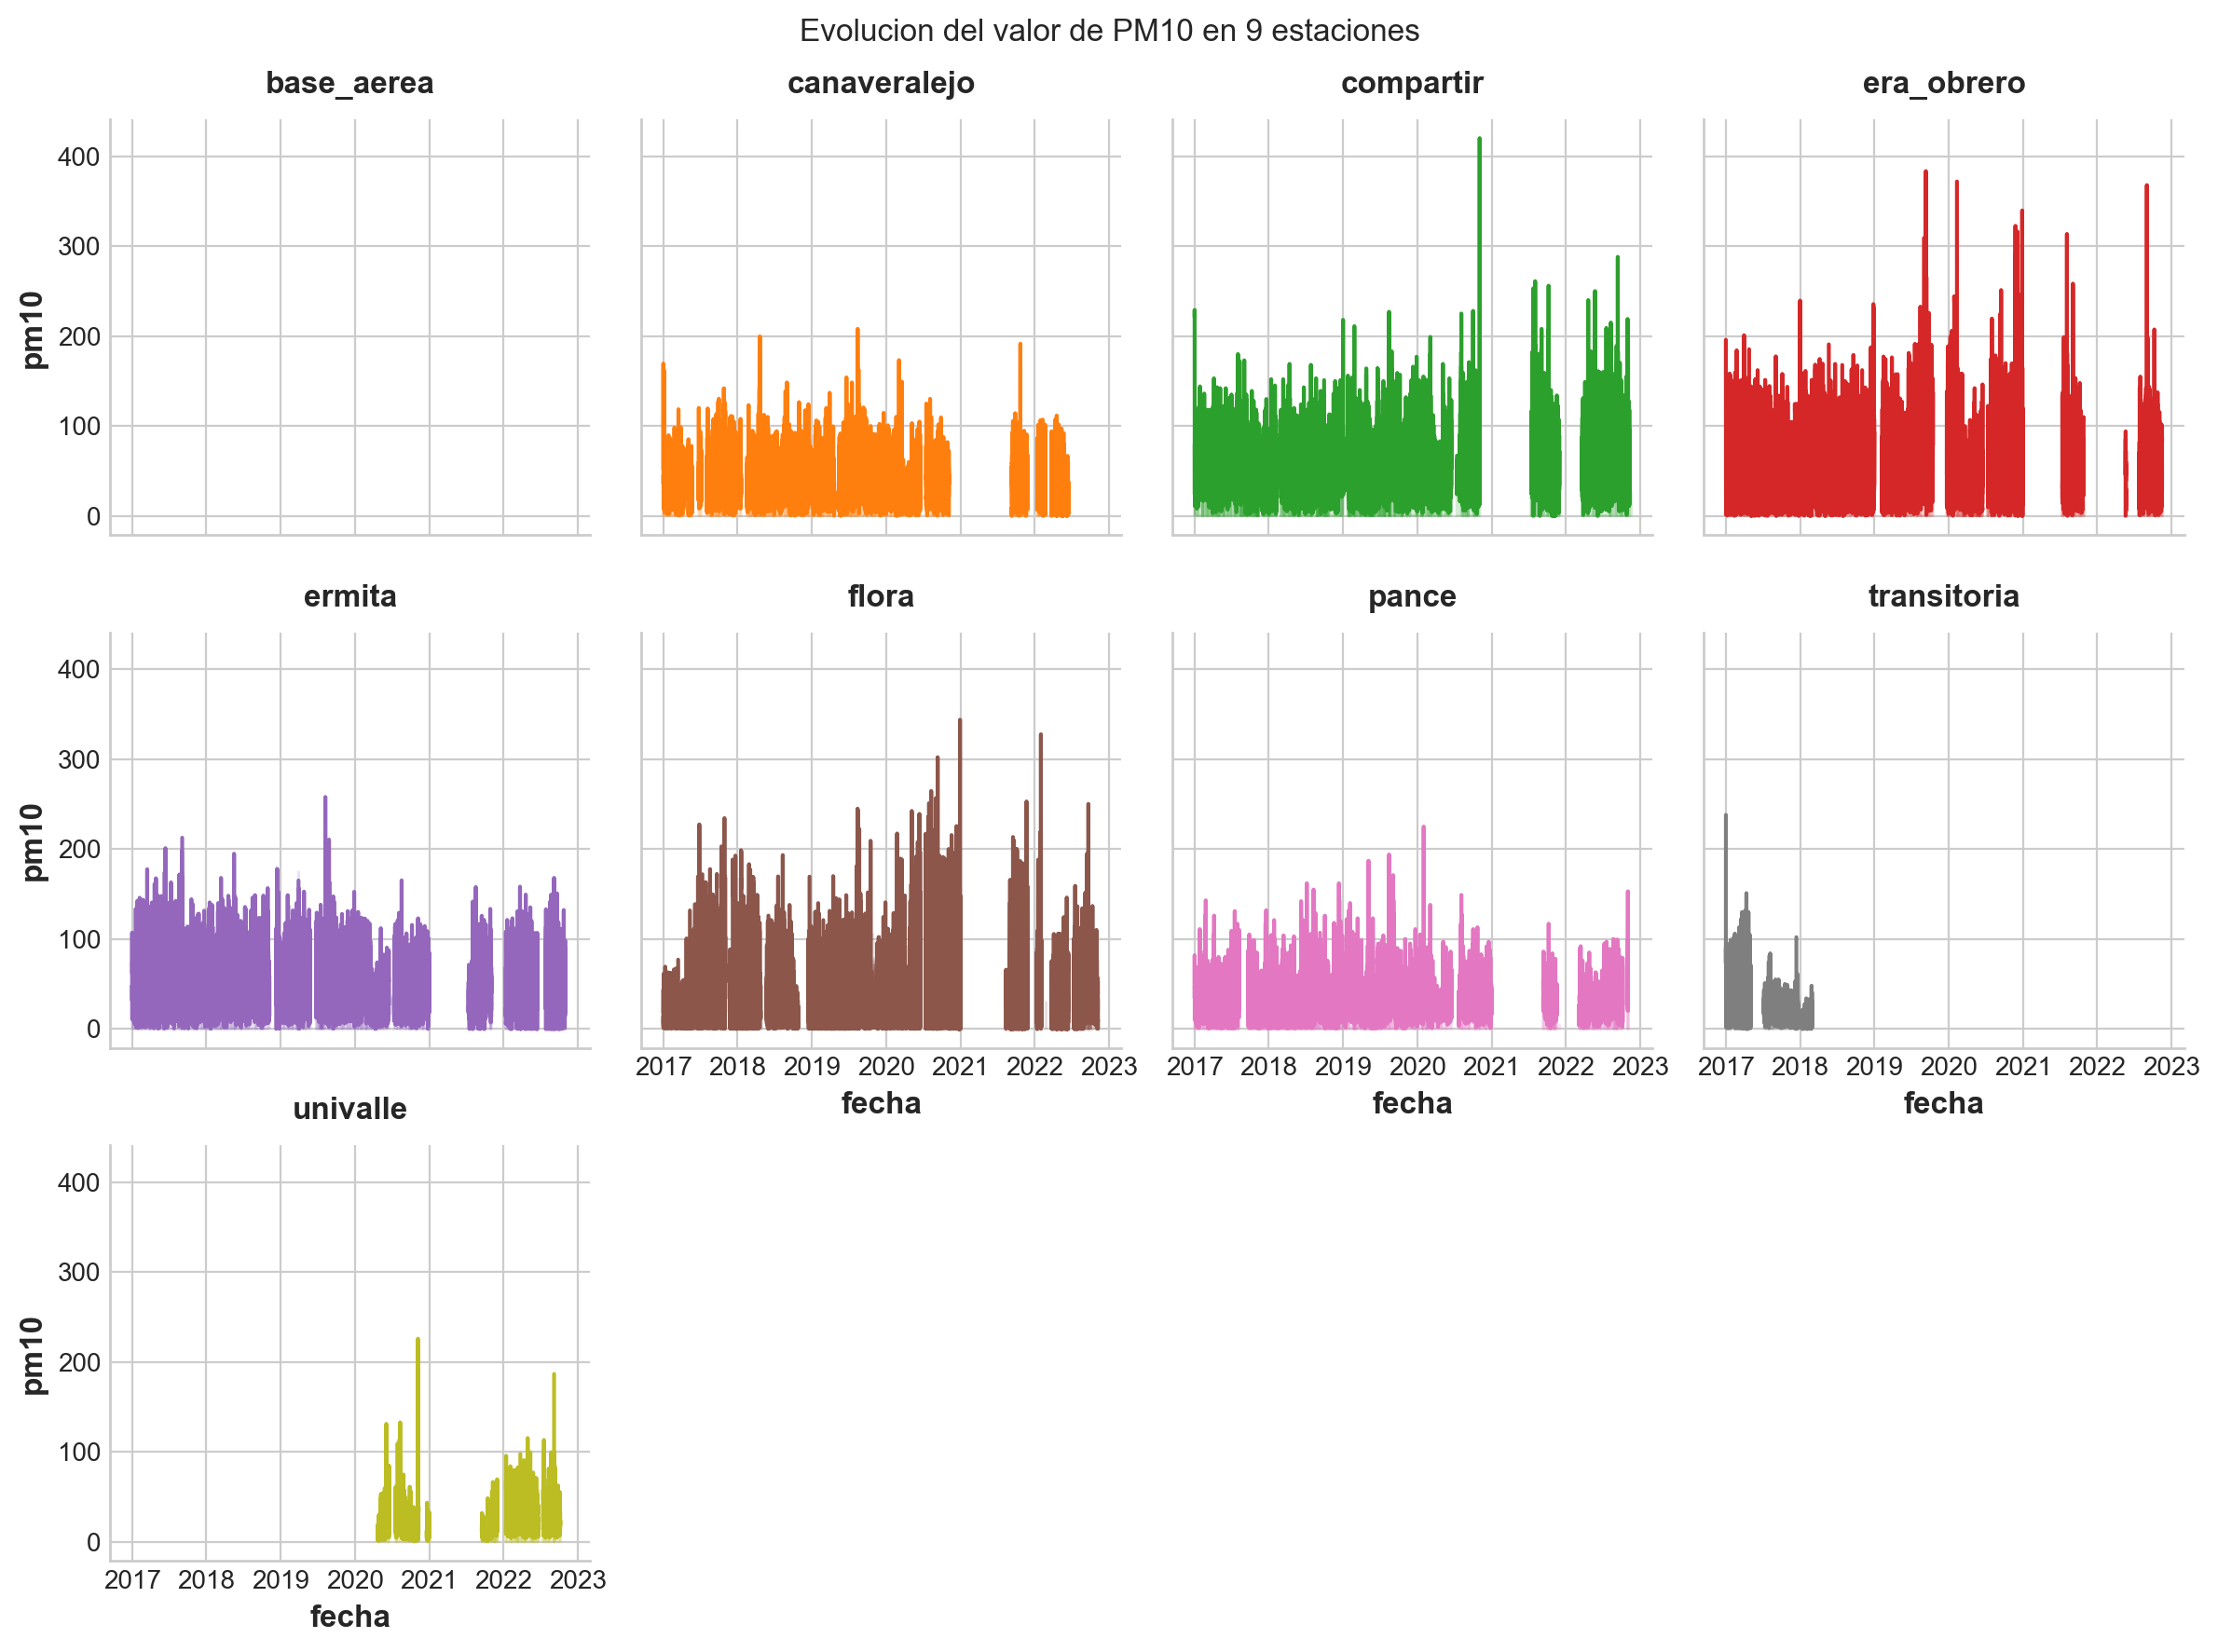 Evolucion del valor de PM10 en 9 estaciones
base_aerea
canaveralejo
compartir
era_obrero
pm10
400
300
200
100
0
ermita
flora
pance
transitoria
pm10
400
300
200
100
0
2017 2018 2019 2020 2021 2022 2023
fecha
2017 2018 2019 2020 2021 2022 2023
fecha
2017 2018 2019 2020 2021 2022 2023
fecha
univalle
pm10
400
300
200
100
0
2017 2018 2019 2020 2021 2022 2023
fecha